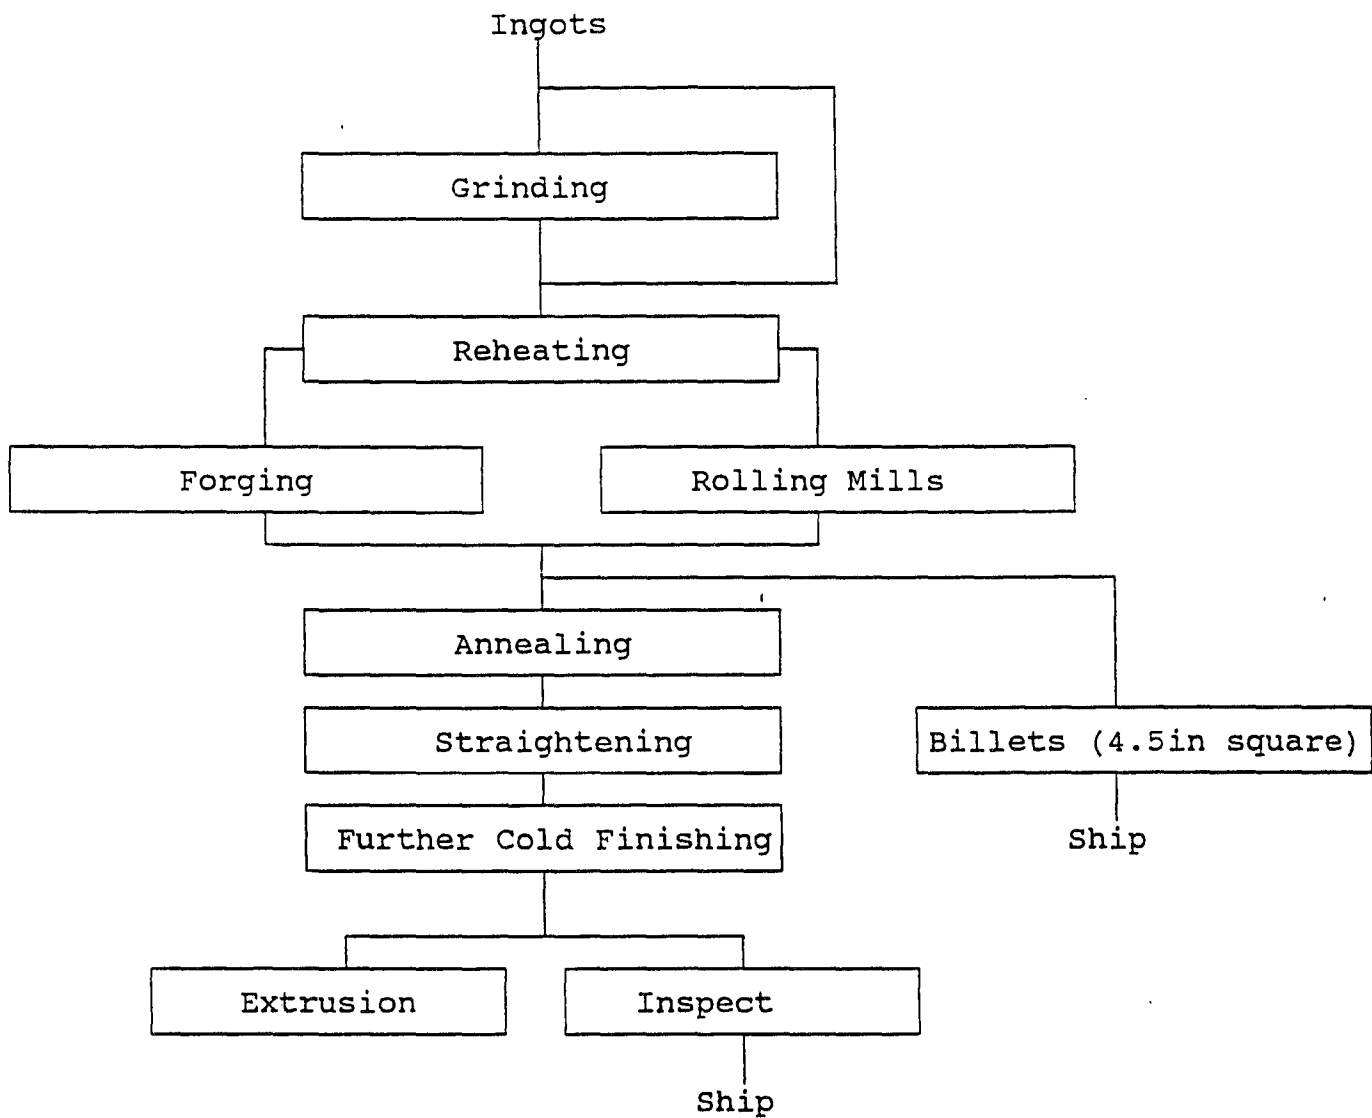 Ingots
Grinding
Reheating
Forging
Rolling Mills
Annealing
Straightening
Billets (4.5in square)
Further Cold Finishing
Ship
Extrusion
Inspect
Ship